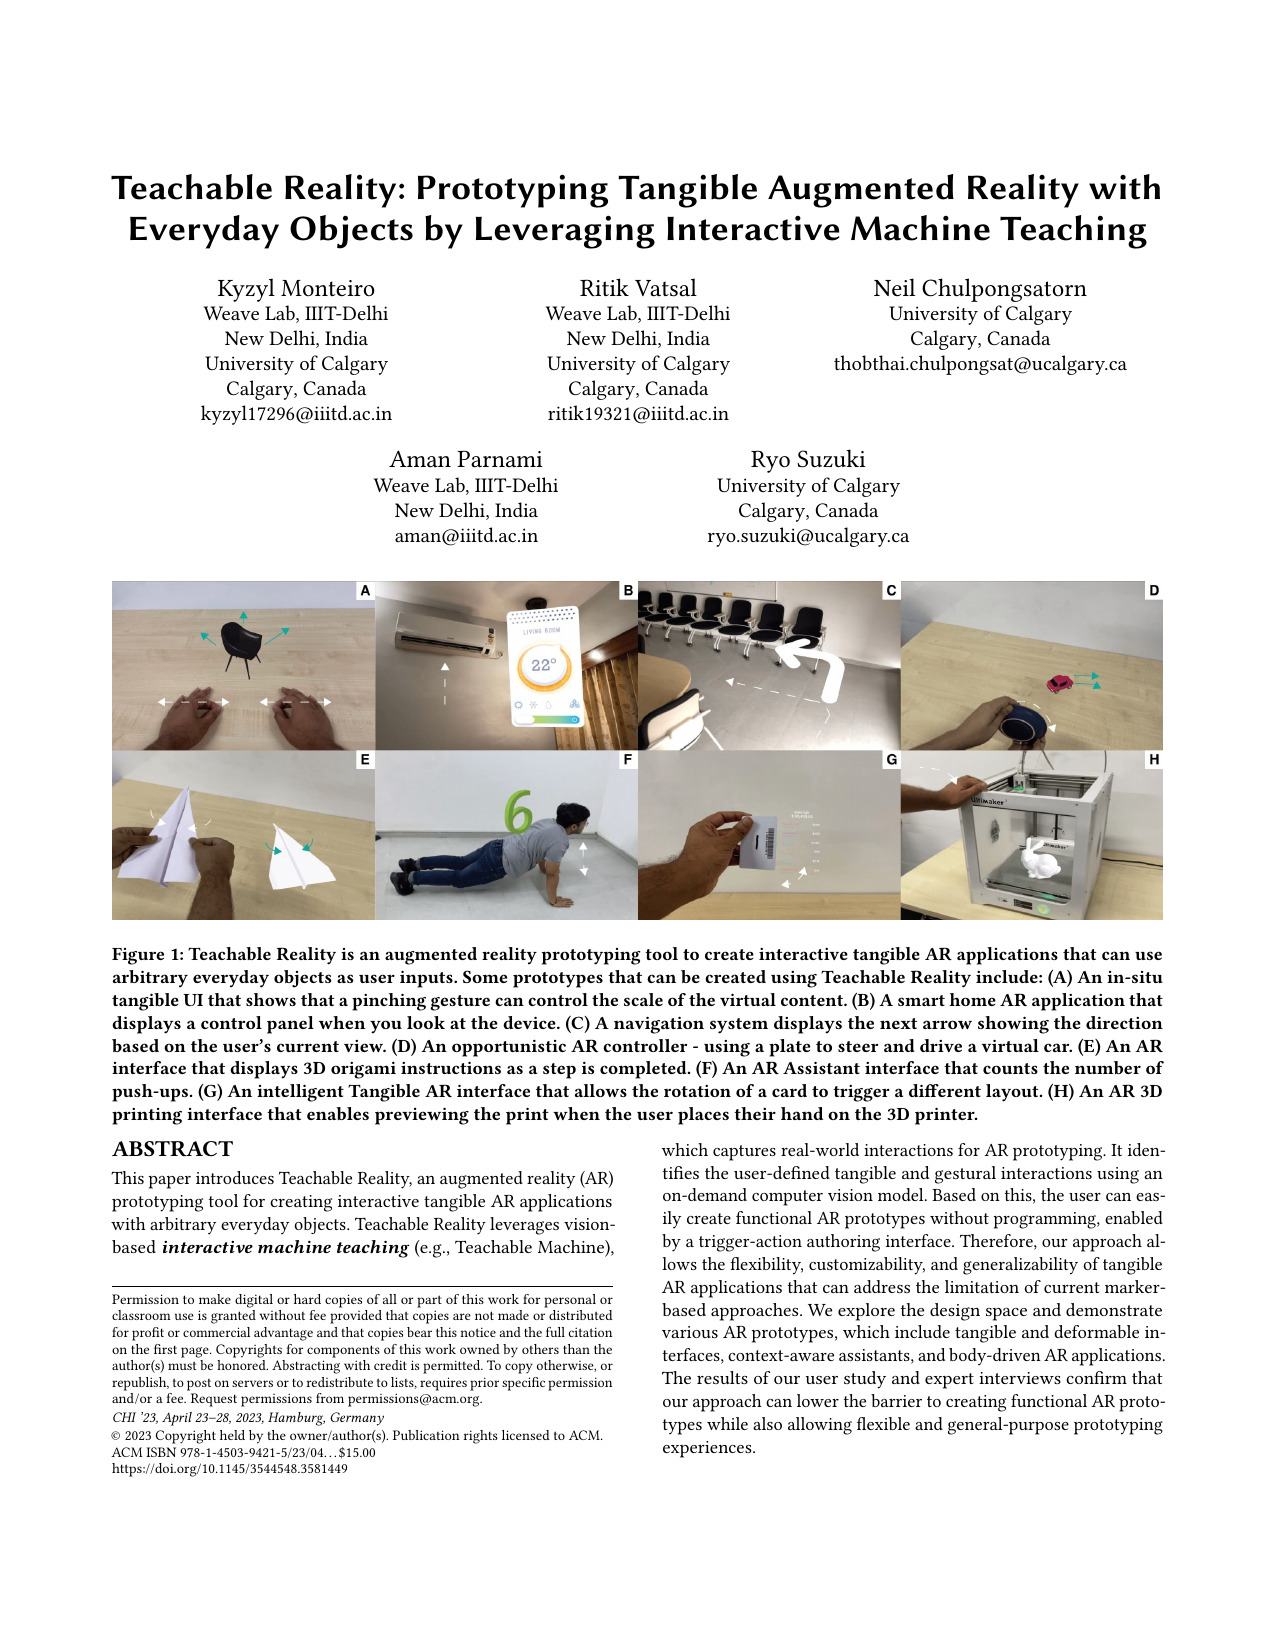 Teachable Reality: Prototyping Tangible Augmented Reality with
Everyday Objects by Leveraging Interactive Machine Teaching
Kyzyl Monteiro
Weave Lab, IIIT-Delhi
New Delhi, India
University of Calgary
Calgary, Canada
kyzyl17296@iiitd.ac.in
Ritik Vatsal
Weave Lab, IIIT-Delhi
New Delhi, India
University of Calgary
Calgary, Canada
ritik19321@iiitd.ac.in
Neil Chulpongsatorn
University of Calgary
Calgary, Canada
thobthai.chulpongsat@ucalgary.ca
Aman Parnami
Weave Lab, IIIT-Delhi
New Delhi, India
aman@iiitd.ac.in
Ryo Suzuki
University of Calgary
Calgary, Canada
ryo.suzuki@ucalgary.ca
A
B
LIVING ROOM
22°
C
D
E
F
6
G
H
Ultimaker
Figure 1: Teachable Reality is an augmented reality prototyping tool to create interactive tangible AR applications that can use
arbitrary everyday objects as user inputs. Some prototypes that can be created using Teachable Reality include: (A) An in-situ
tangible UI that shows that a pinching gesture can control the scale of the virtual content. (B) A smart home AR application that
displays a control panel when you look at the device. (C) A navigation system displays the next arrow showing the direction
based on the user's current view. (D) An opportunistic AR controller - using a plate to steer and drive a virtual car. (E) An AR
interface that displays 3D origami instructions as a step is completed. (F) An AR Assistant interface that counts the number of
push-ups. (G) An intelligent Tangible AR interface that allows the rotation of a card to trigger a different layout. (H) An AR 3D
printing interface that enables previewing the print when the user places their hand on the 3D printer.
ABSTRACT
This paper introduces Teachable Reality, an augmented reality (AR)
prototyping tool for creating interactive tangible AR applications
with arbitrary everyday objects. Teachable Reality leverages vision-
based interactive machine teaching (e.g., Teachable Machine),
Permission to make digital or hard copies of all or part of this work for personal or
classroom use is granted without fee provided that copies are not made or distributed
for profit or commercial advantage and that copies bear this notice and the full citation
on the first page. Copyrights for components of this work owned by others than the
author(s) must be honored. Abstracting with credit is permitted. To copy otherwise, or
republish, to post on servers or to redistribute to lists, requires prior specific permission
and/or a fee. Request permissions from permissions@acm.org.
CHI '23, April 23–28, 2023, Hamburg, Germany
© 2023 Copyright held by the owner/author(s). Publication rights licensed to ACM.
ACM ISBN 978-1-4503-9421-5/23/04...$15.00
https://doi.org/10.1145/3544548.3581449
which captures real-world interactions for AR prototyping. It iden-
tifies the user-defined tangible and gestural interactions using an
on-demand computer vision model. Based on this, the user can eas-
ily create functional AR prototypes without programming, enabled
by a trigger-action authoring interface. Therefore, our approach al-
lows the flexibility, customizability, and generalizability of tangible
AR applications that can address the limitation of current marker-
based approaches. We explore the design space and demonstrate
various AR prototypes, which include tangible and deformable in-
terfaces, context-aware assistants, and body-driven AR applications.
The results of our user study and expert interviews confirm that
our approach can lower the barrier to creating functional AR proto-
types while also allowing flexible and general-purpose prototyping
experiences.